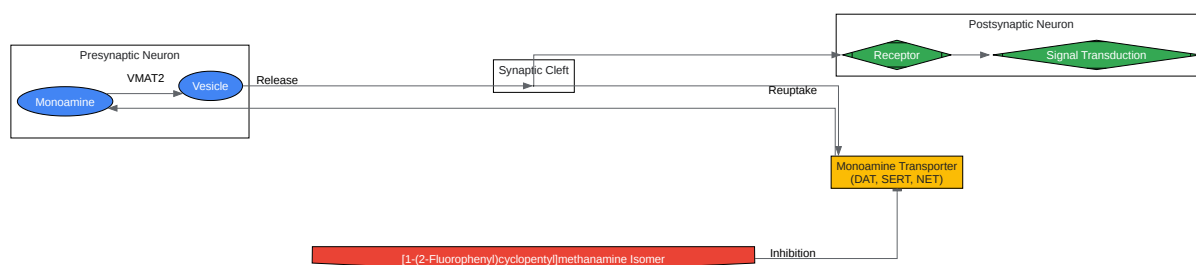 Postsynaptic Neuron
Presynaptic Neuron
Receptor
Signal Transduction
VMAT2
Synaptic Cleft
Vesicle
Release
Monoamine
Reuptake
Monoamine Transporter
(DAT, SERT, NET)
Inhibition
[1-(2-Fluorophenyl)cyclopentyl]methanamine Isomer